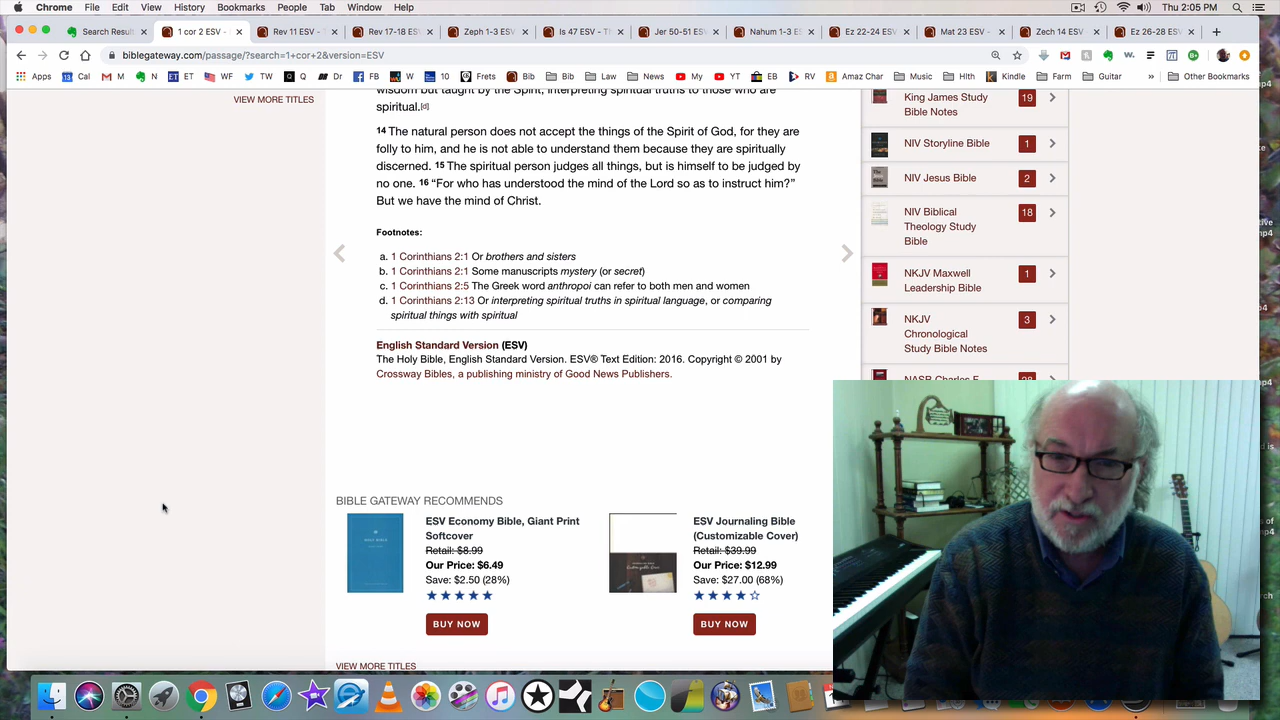 Chrome File Edit View History Bookmarks People Tab Window Help
Thu 2:05 PM
Search Resul
1 cor 2 ESV -
Rev 11 ESV -
Rev 17-18 ESV
Zeph 1-3 ESV
Is 47 ESV - T
Jer 50-51 ESV
Nahum 1-3 E
Ez 22-24 ESV
Mat 23 ESV -
Zech 14 ESV
Ez 26-28 ESV
biblegateway.com/passage/?search=1+cor+2&version=ESV
Apps Cal M N ET WF TW Q DF FB W 10 Frets Bib Bib Law News My YT EB RV Amaz Char Music Hlth Kindle Farm Guitar Other Bookmarks
VIEW MORE TITLES
wisdom but taught by the Spirit, interpreting spiritual truths to those who are
spiritual.[d]
14 The natural person does not accept the things of the Spirit of God, for they are
folly to him, and he is not able to understand them because they are spiritually
discerned. 15 The spiritual person judges all things, but is himself to be judged by
no one. 16 “For who has understood the mind of the Lord so as to instruct him?”
But we have the mind of Christ.
Footnotes:
a. 1 Corinthians 2:1 Or brothers and sisters
b. 1 Corinthians 2:1 Some manuscripts mystery (or secret)
c. 1 Corinthians 2:5 The Greek word anthropoi can refer to both men and women
d. 1 Corinthians 2:13 Or interpreting spiritual truths in spiritual language, or comparing
spiritual things with spiritual
English Standard Version (ESV)
The Holy Bible, English Standard Version. ESV® Text Edition: 2016. Copyright © 2001 by
Crossway Bibles, a publishing ministry of Good News Publishers.
King James Study
Bible Notes
19
NIV Storyline Bible 1
NIV Jesus Bible 2
NIV Biblical
Theology Study
Bible
18
NKJV Maxwell
Leadership Bible
1
NKJV
Chronological
Study Bible Notes
3
NASB Charles F.
BIBLE GATEWAY RECOMMENDS
ESV Economy Bible, Giant Print
Softcover
Retail: $8.99
Our Price: $6.49
Save: $2.50 (28%)
BUY NOW
ESV Journaling Bible
(Customizable Cover)
Retail: $39.99
Our Price: $12.99
Save: $27.00 (68%)
BUY NOW
VIEW MORE TITLES